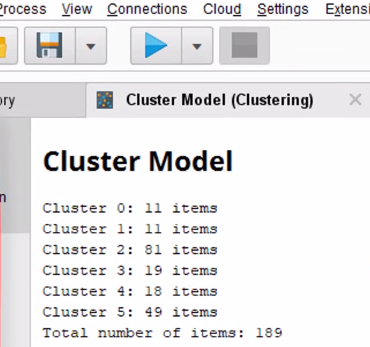 Process View Connections Cloud Settings
Cluster Model (Clustering)
Cluster Model
Cluster 0: 11 items
Cluster 1: 11 items
Cluster 2: 81 items
Cluster 3: 19 items
Cluster 4: 18 items
Cluster 5: 49 items
Total number of items: 189